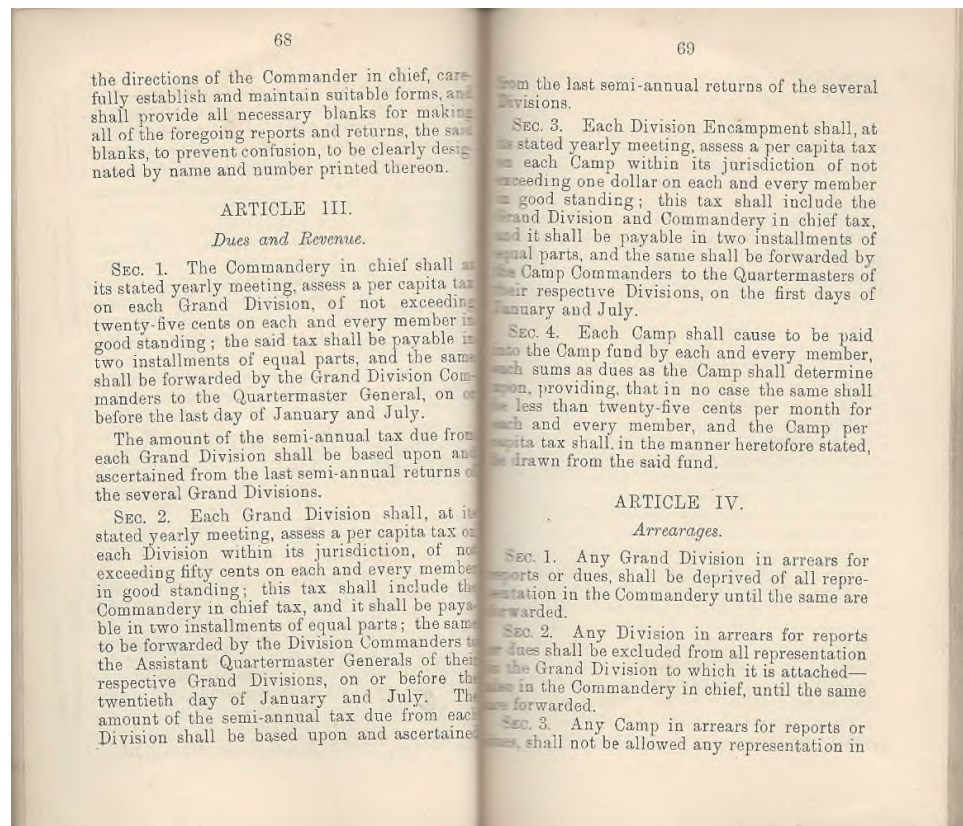 68
the directions of the Commander in chief, care-
fully establish and maintain suitable forms, and
shall provide all necessary blanks for making
all of the foregoing reports and returns, the said
blanks, to prevent confusion, to be clearly desig-
nated by name and number printed thereon.
ARTICLE III.
Dues and Revenue.
SEC. 1. The Commandery in chief shall at
its stated yearly meeting, assess a per capita tax
on each Grand Division, of not exceeding
twenty-five cents on each and every member in
good standing; the said tax shall be payable in
two installments of equal parts, and the same
shall be forwarded by the Grand Division Com-
manders to the Quartermaster General, on or
before the last day of January and July.
The amount of the semi-annual tax due from
each Grand Division shall be based upon and
ascertained from the last semi-annual returns of
the several Grand Divisions.
SEC. 2. Each Grand Division shall, at its
stated yearly meeting, assess a per capita tax on
each Division within its jurisdiction, of not
exceeding fifty cents on each and every member
in good standing; this tax shall include the
Commandery in chief tax, and it shall be paya-
ble in two installments of equal parts; the same
to be forwarded by the Division Commanders to
the Assistant Quartermaster Generals of their
respective Grand Divisions, on or before the
twentieth day of January and July. The
amount of the semi-annual tax due from each
Division shall be based upon and ascertained
69
from the last semi-annual returns of the several
Divisions.
SEC. 3. Each Division Encampment shall, at
its stated yearly meeting, assess a per capita tax
on each Camp within its jurisdiction of not
exceeding one dollar on each and every member
in good standing; this tax shall include the
Grand Division and Commandery in chief tax,
and it shall be payable in two installments of
equal parts, and the same shall be forwarded by
the Camp Commanders to the Quartermasters of
their respective Divisions, on the first days of
January and July.
SEC. 4. Each Camp shall cause to be paid
into the Camp fund by each and every member,
such sums as dues as the Camp shall determine
upon, providing, that in no case the same shall
be less than twenty-five cents per month for
each and every member, and the Camp per
capita tax shall. in the manner heretofore stated,
be drawn from the said fund.
ARTICLE IV.
Arrearages.
SEC. 1. Any Grand Division in arrears for
reports or dues, shall be deprived of all repre-
sentation in the Commandery until the same are
forwarded.
SEC. 2. Any Division in arrears for reports
or dues shall be excluded from all representation
in the Grand Division to which it is attached—
also in the Commandery in chief, until the same
are forwarded.
SEC. 3. Any Camp in arrears for reports or
dues, shall not be allowed any representation in